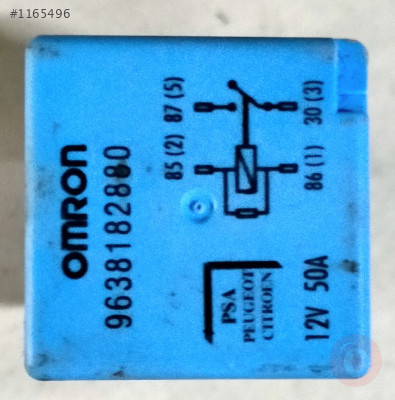 #1165496
OMRON
9638182880
85 (2) 87 (5)
86 (1) 30 (3)
PSA
PEUGEOT
CITROEN
12V 50A